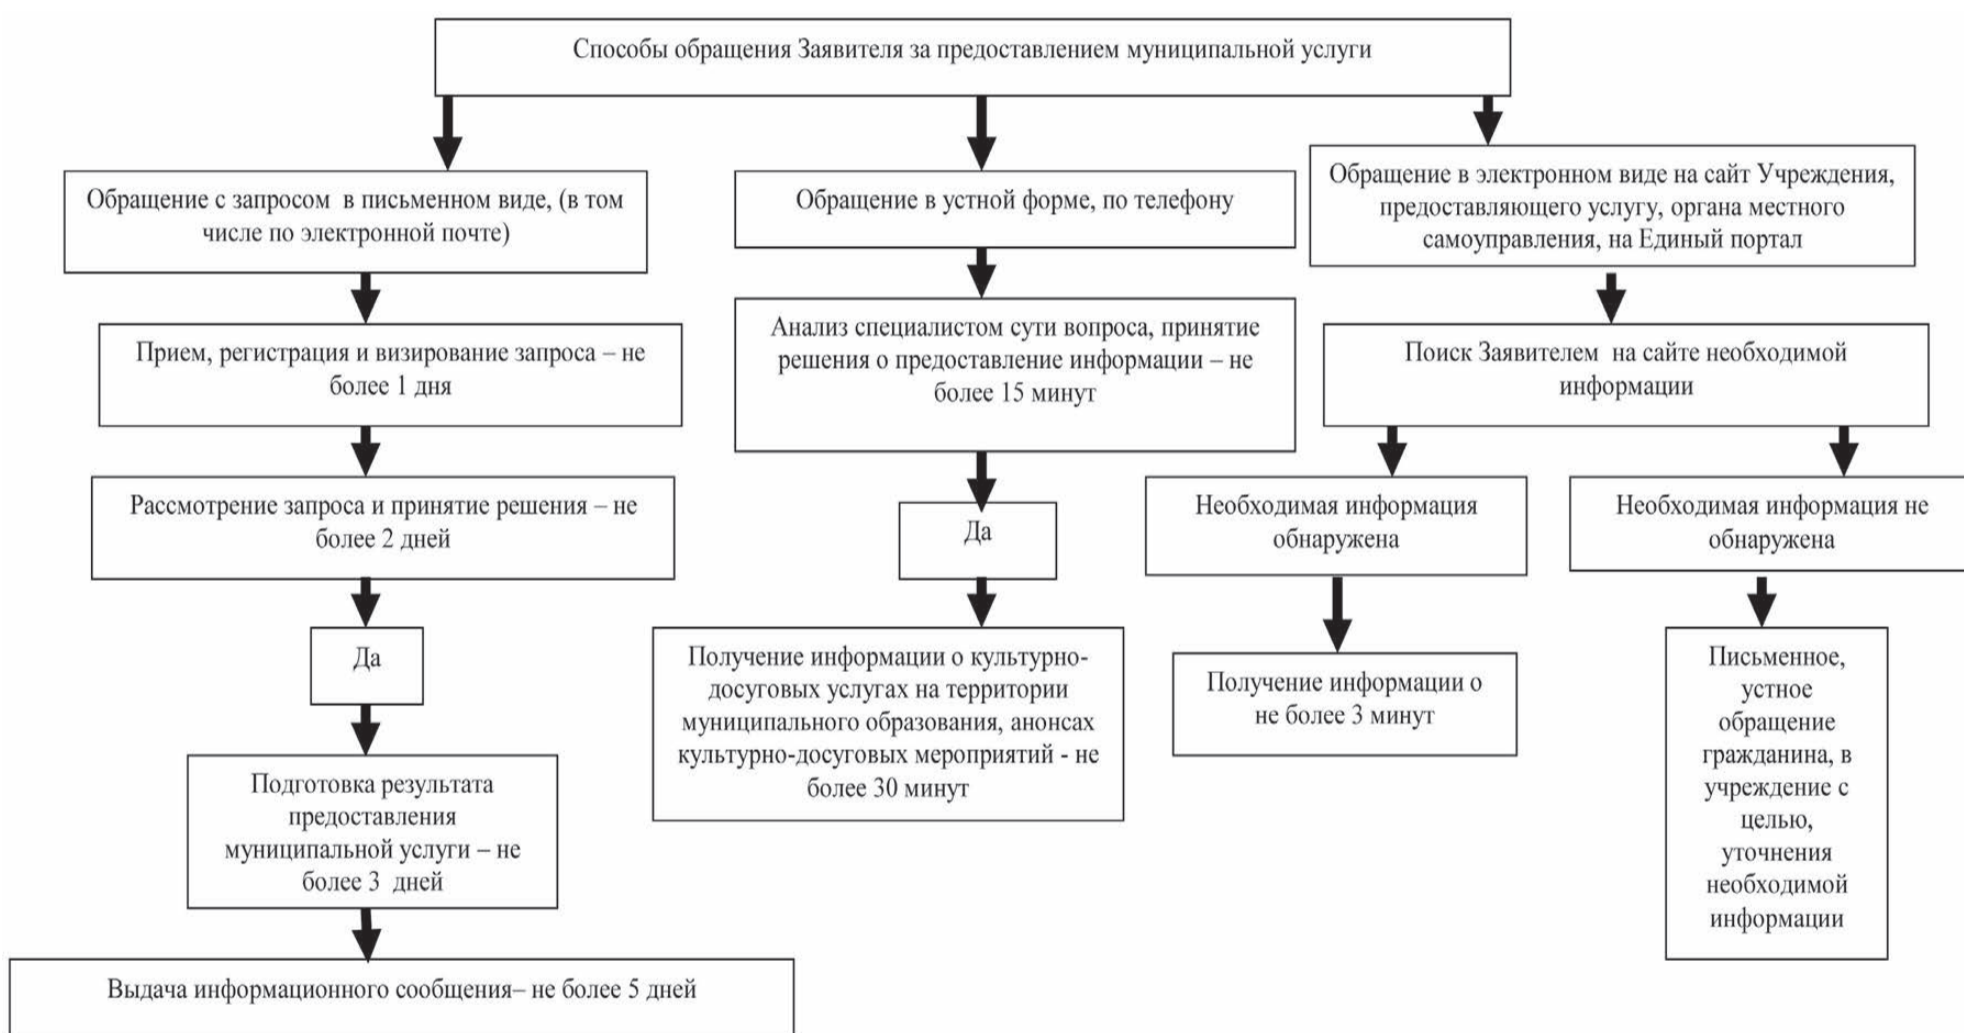 Способы обращения Заявителя за предоставлением муниципальной услуги
Обращение с запросом в письменном виде, (в том
числе по электронной почте)
Прием, регистрация и визирование запроса – не
более 1 дня
Рассмотрение запроса и принятие решения – не
более 2 дней
Да
Подготовка результата
предоставления
муниципальной услуги – не
более 3 дней
Выдача информационного сообщения– не более 5 дней
Обращение в устной форме, по телефону
Анализ специалистом сути вопроса, принятие
решения о предоставление информации – не
более 15 минут
Да
Получение информации о культурно-
досуговых услугах на территории
муниципального образования, анонсах
культурно-досуговых мероприятий - не
более 30 минут
Обращение в электронном виде на сайт Учреждения,
предоставляющего услугу, органа местного
самоуправления, на Единый портал
Поиск Заявителем на сайте необходимой
информации
Необходимая информация
обнаружена
Получение информации о
не более 3 минут
Необходимая информация не
обнаружена
Письменное,
устное
обращение
гражданина, в
учреждение с
целью,
уточнения
необходимой
информации